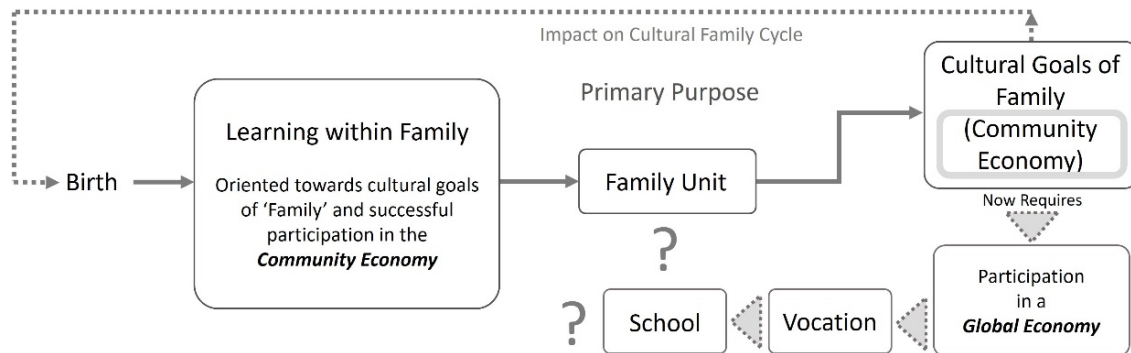 Impact on Cultural Family Cycle
Birth
Learning within Family
Oriented towards cultural goals
of ‘Family’ and successful
participation in the
Community Economy
Primary Purpose
Family Unit
Cultural Goals of
Family
(Community
Economy)
Now Requires
Participation
in a
Global Economy
Vocation
School
?
?